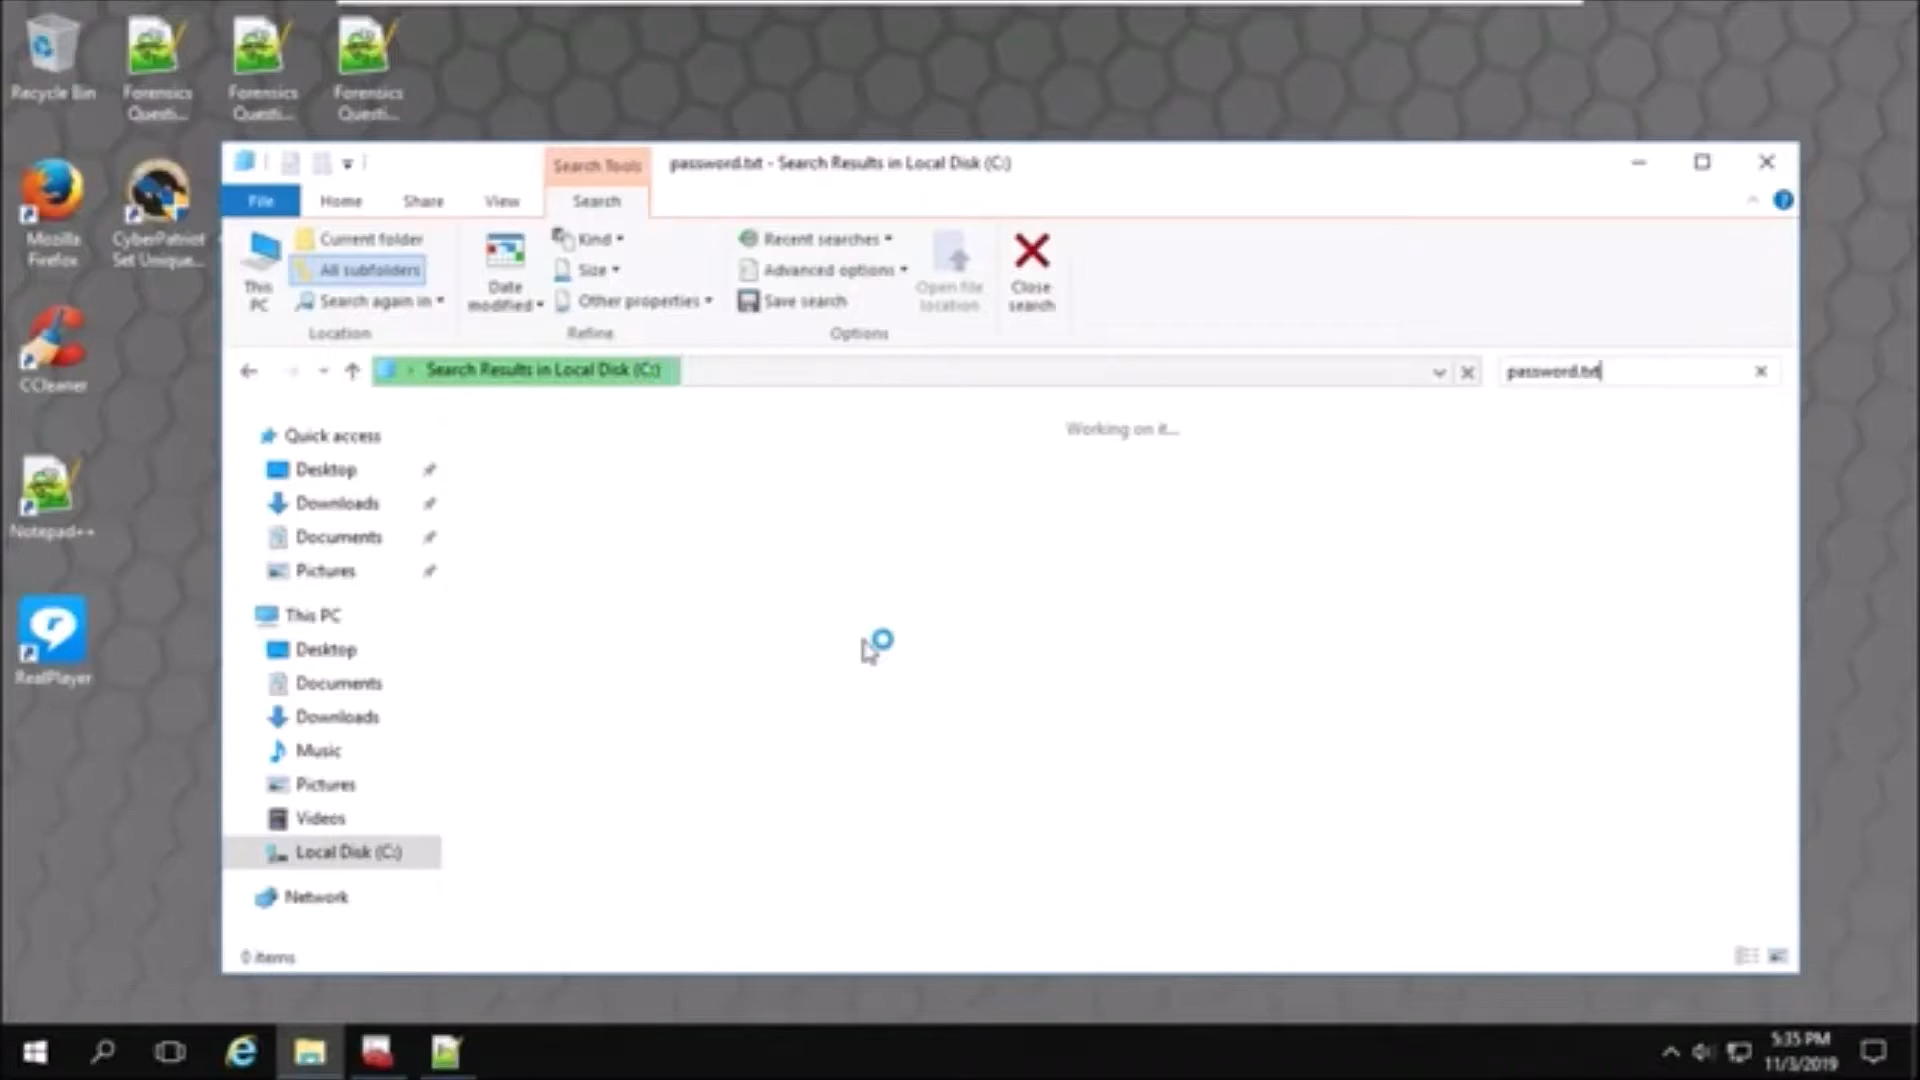 Recycle Bin
Forensics Questi...
Forensics Questi...
Forensics Questi...
Mozilla Firefox
CyberPatriot Set Unique...
CCleaner
Notepad++
RealPlayer
Search Tools
password.txt - Search Results in Local Disk (C:)
File
Home
Share
View
Search
This PC
Current folder
All subfolders
Search again in
Location
Date modified
Kind
Size
Other properties
Refine
Recent searches
Advanced options
Save search
Options
Open file location
Close search
Search Results in Local Disk (C:)
password.txt
Working on it...
Quick access
Desktop
Downloads
Documents
Pictures
This PC
Desktop
Documents
Downloads
Music
Pictures
Videos
Local Disk (C:)
Network
0 items
5:35 PM
11/3/2019